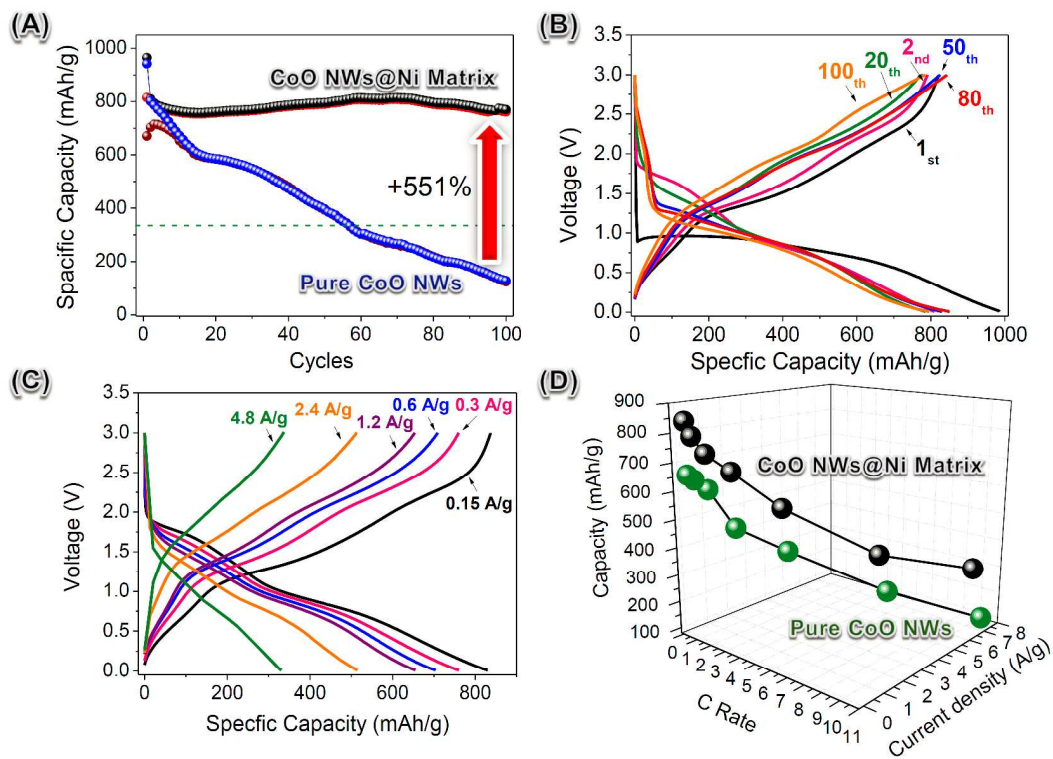 (A)
1000
800
600
400
200
0
Spacific Capacity (mAh/g)
CoO NWs@Ni Matrix
+551%
Pure CoO NWs
0 20 40 60 80 100
Cycles
(B)
3.5
3.0
2.5
2.0
1.5
1.0
0.5
0.0
Voltage (V)
100th
20th
2nd
50th
80th
1st
0 200 400 600 800 1000
Specfic Capacity (mAh/g)
(C)
3.5
3.0
2.5
2.0
1.5
1.0
0.5
0.0
Voltage (V)
4.8 A/g
2.4 A/g
1.2 A/g
0.6 A/g
0.3 A/g
0.15 A/g
0 200 400 600 800
Specfic Capacity (mAh/g)
(D)
900
800
700
600
500
400
300
200
100
Capacity (mAh/g)
CoO NWs@Ni Matrix
Pure CoO NWs
0 1 2 3 4 5 6 7 8 9 10 11
C Rate
0 1 2 3 4 5 6 7 8
Current density (A/g)